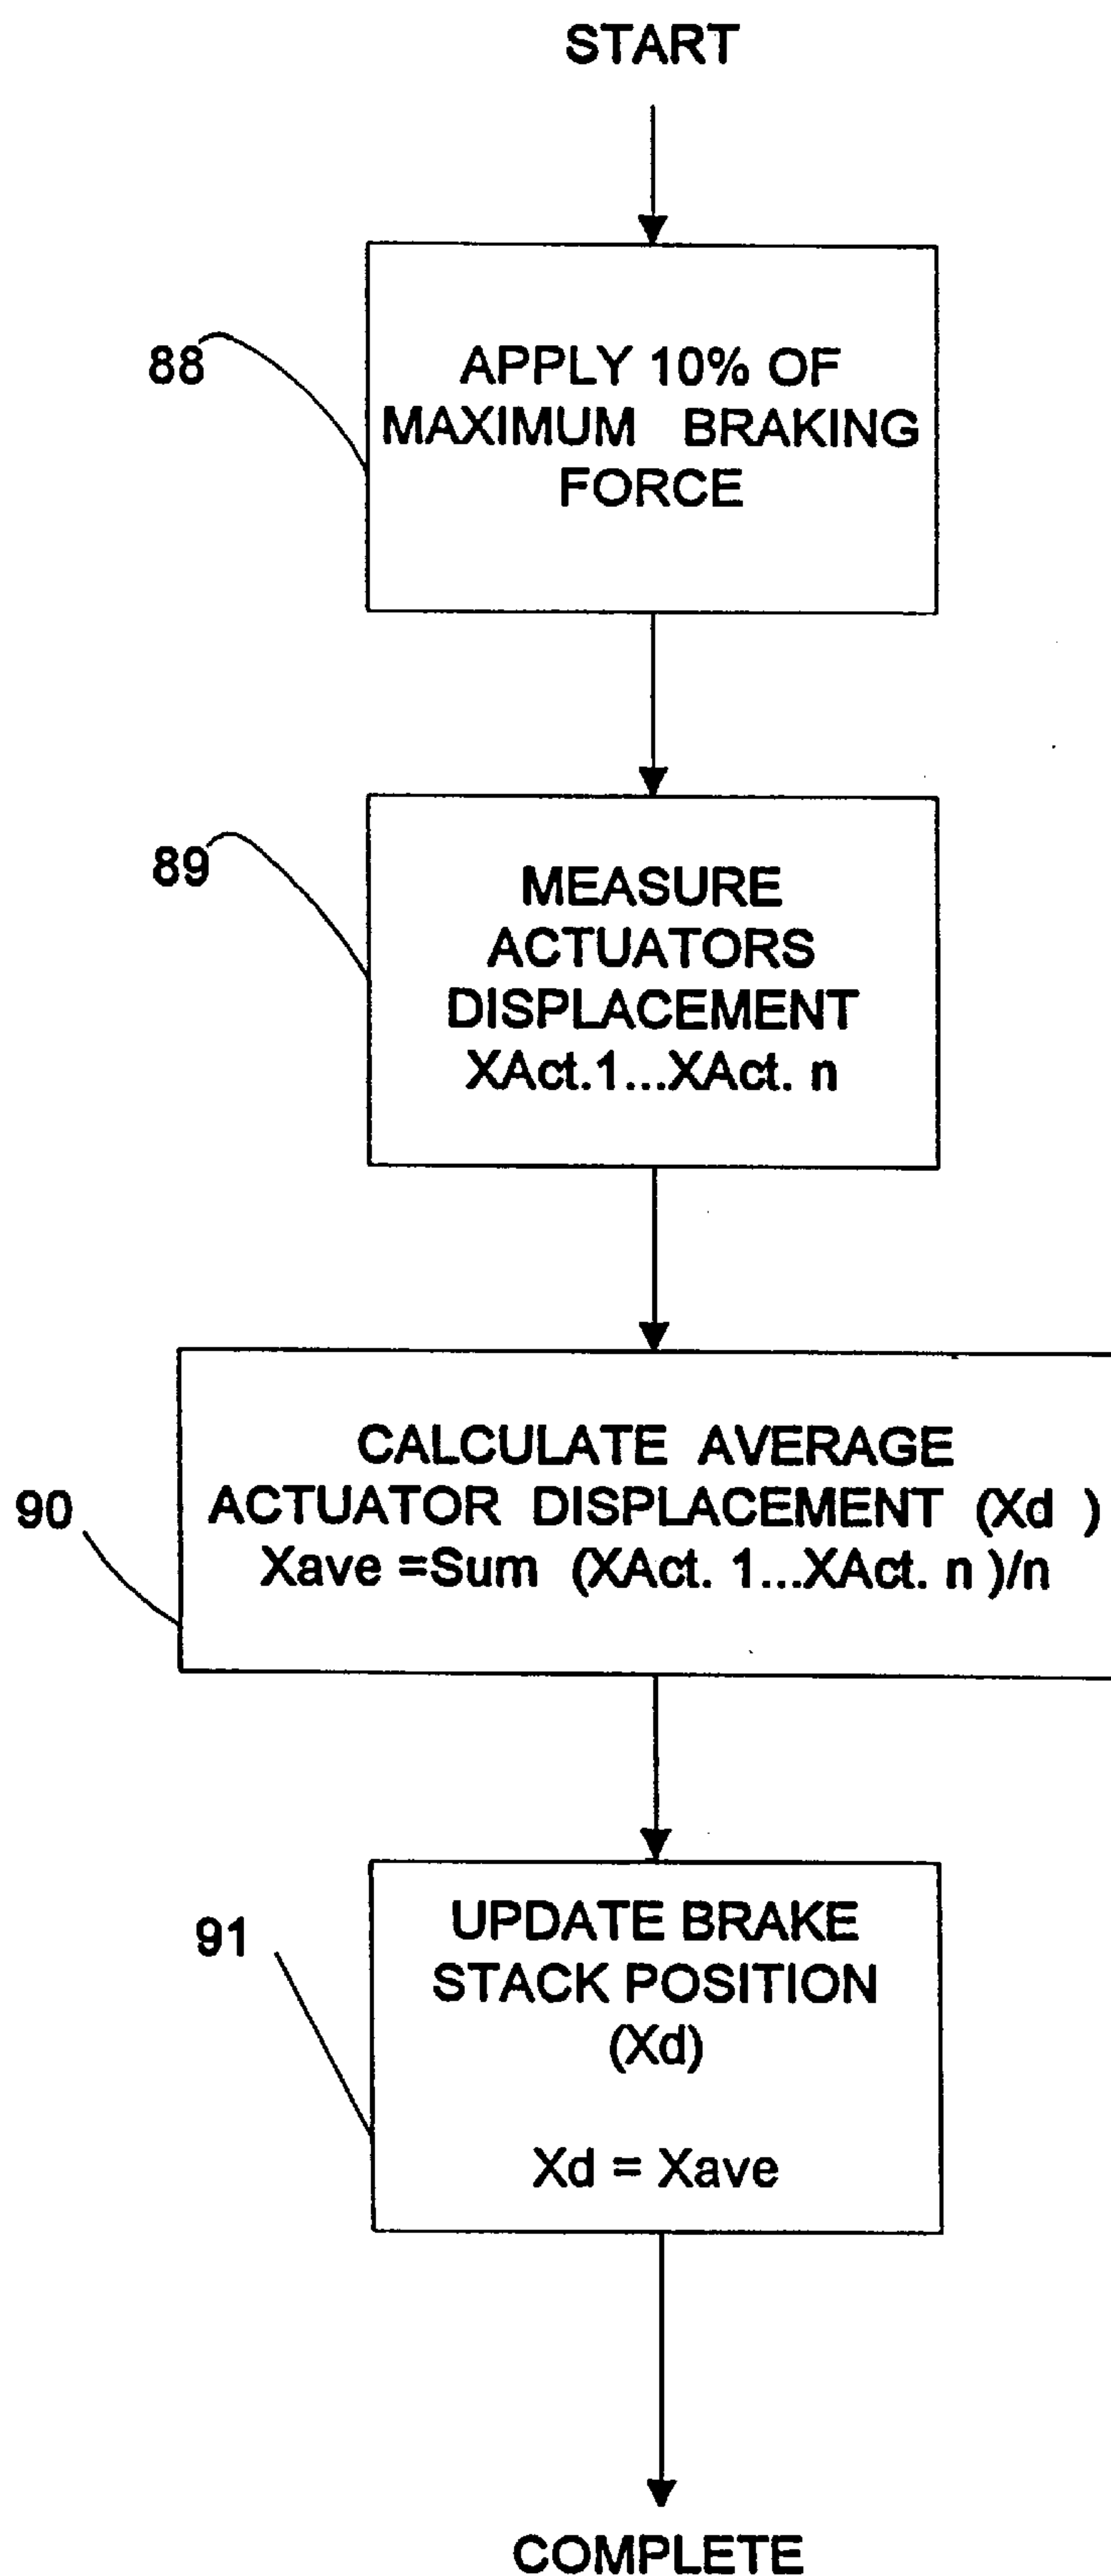 START
88
APPLY 10% OF
MAXIMUM BRAKING
FORCE
89
MEASURE
ACTUATORS
DISPLACEMENT
XAct.1...XAct. n
90
CALCULATE AVERAGE
ACTUATOR DISPLACEMENT (Xd )
Xave =Sum (XAct. 1...XAct. n )/n
91
UPDATE BRAKE
STACK POSITION
(Xd)
Xd = Xave
COMPLETE